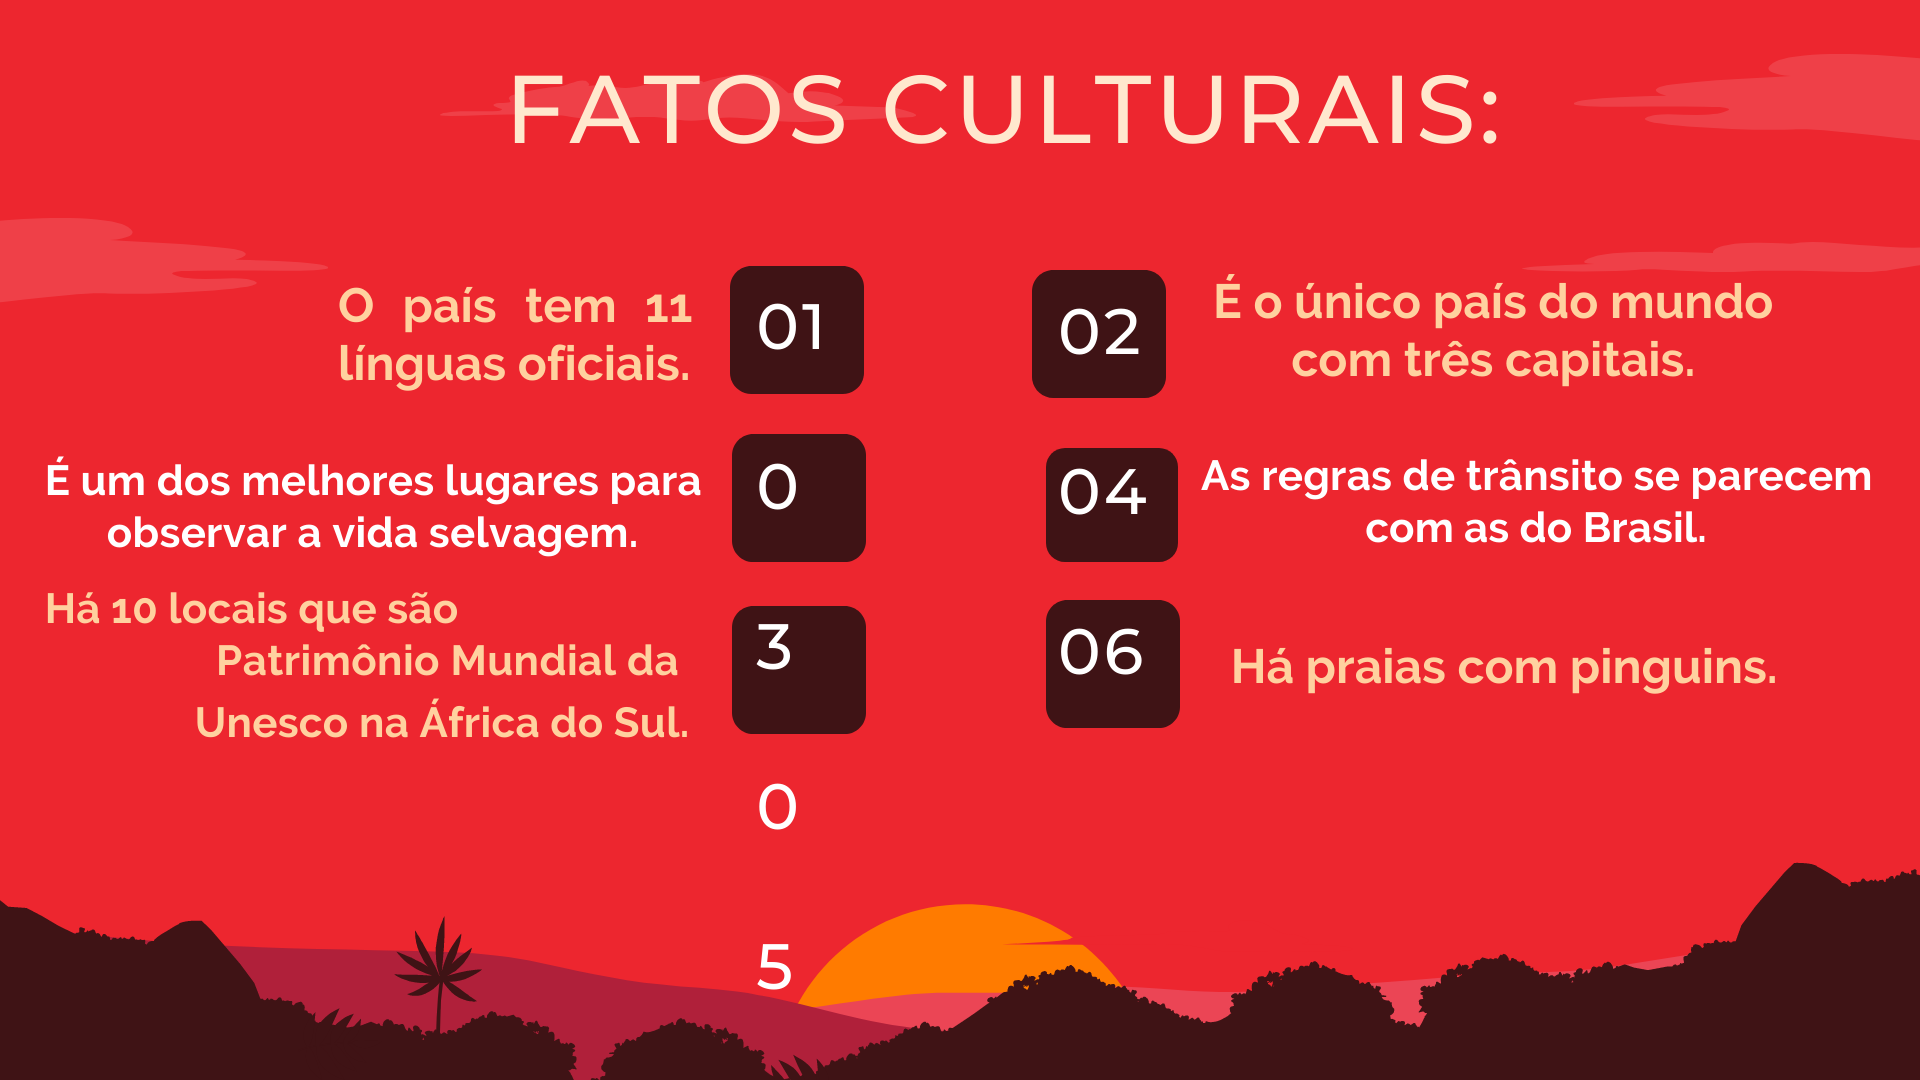 FATOS CULTURAIS:
O país tem 11
línguas oficiais.
01
02
É o único país do mundo
com três capitais.
É um dos melhores lugares para
observar a vida selvagem.
0
04
As regras de trânsito se parecem
com as do Brasil.
Há 10 locais que são
Patrimônio Mundial da
Unesco na África do Sul.
3
06
Há praias com pinguins.
0
5